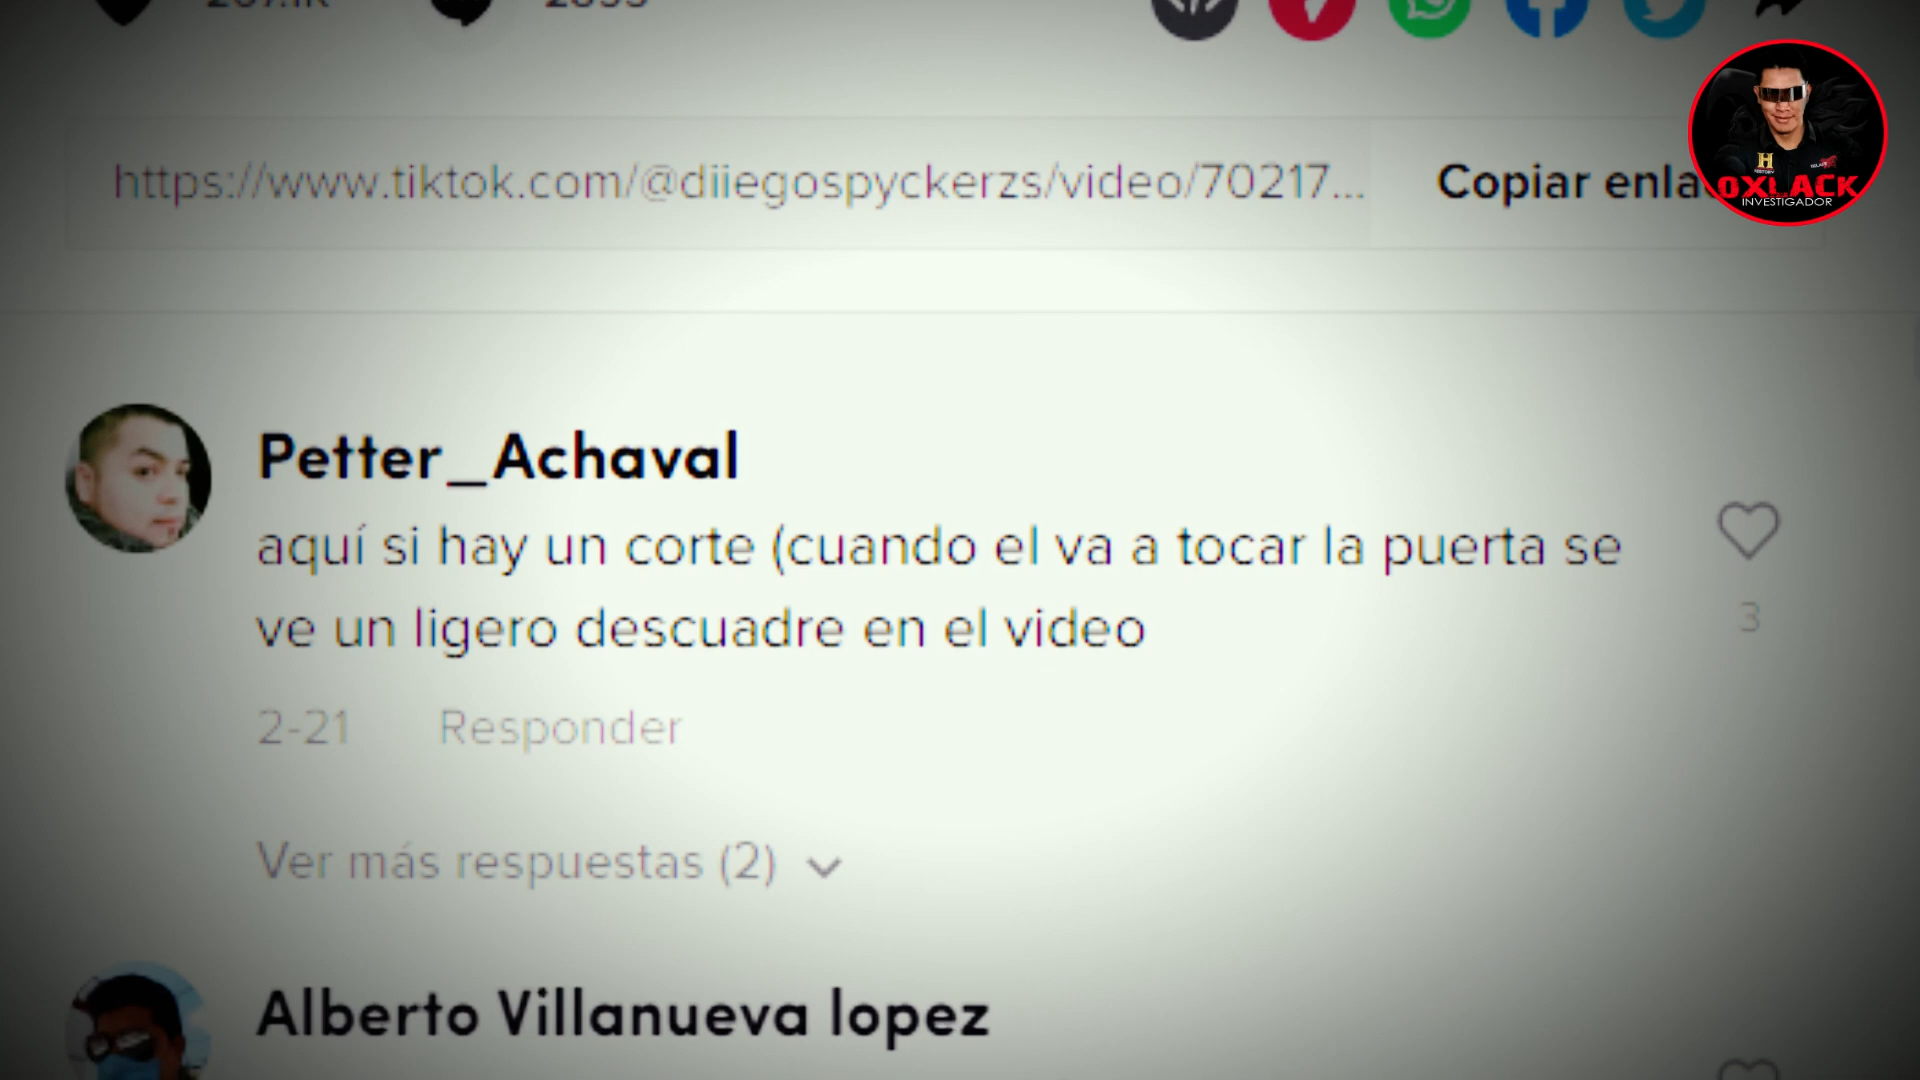 https://www.tiktok.com/@diiegospyckerzs/video/70217...
Copiar enla
OXLACK
INVESTIGADOR
Petter_Achaval
aquí si hay un corte (cuando el va a tocar la puerta se
ve un ligero descuadre en el video
3
2-21 Responder
Ver más respuestas (2)
Alberto Villanueva lopez